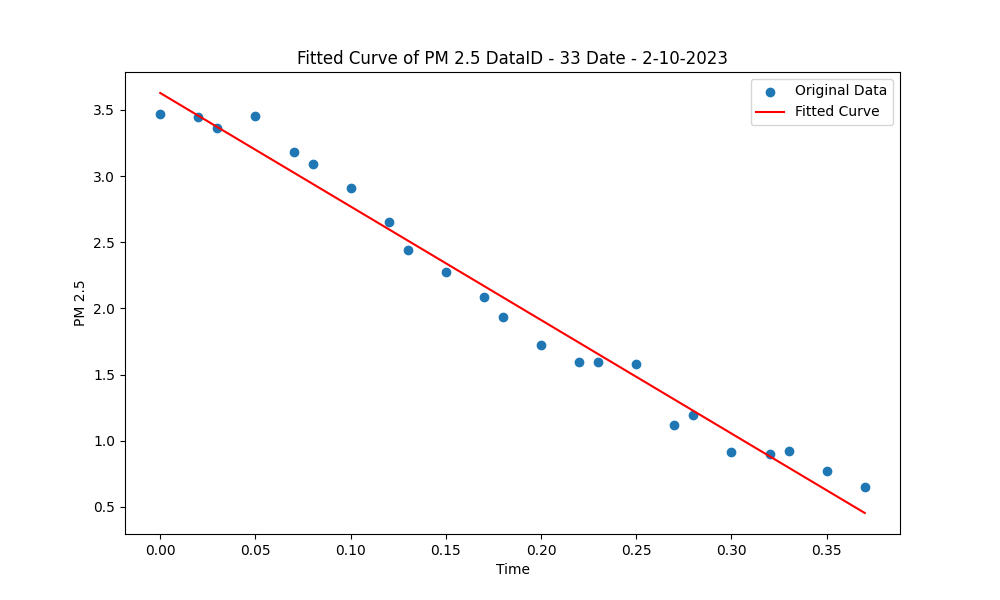 Fitted Curve of PM 2.5 DataID - 33 Date - 2-10-2023
Original Data
Fitted Curve
3.5
3.0
2.5
2.0
1.5
1.0
0.5
PM 2.5
0.00 0.05 0.10 0.15 0.20 0.25 0.30 0.35
Time